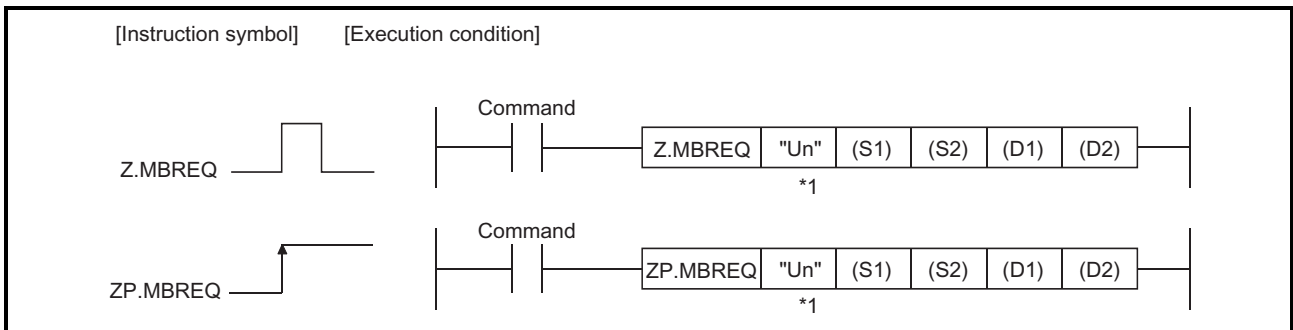 [Instruction symbol] [Execution condition]
Command
Z.MBREQ Z.MBREQ "Un" (S1) (S2) (D1) (D2)
*1
Command
ZP.MBREQ ZP.MBREQ "Un" (S1) (S2) (D1) (D2)
*1